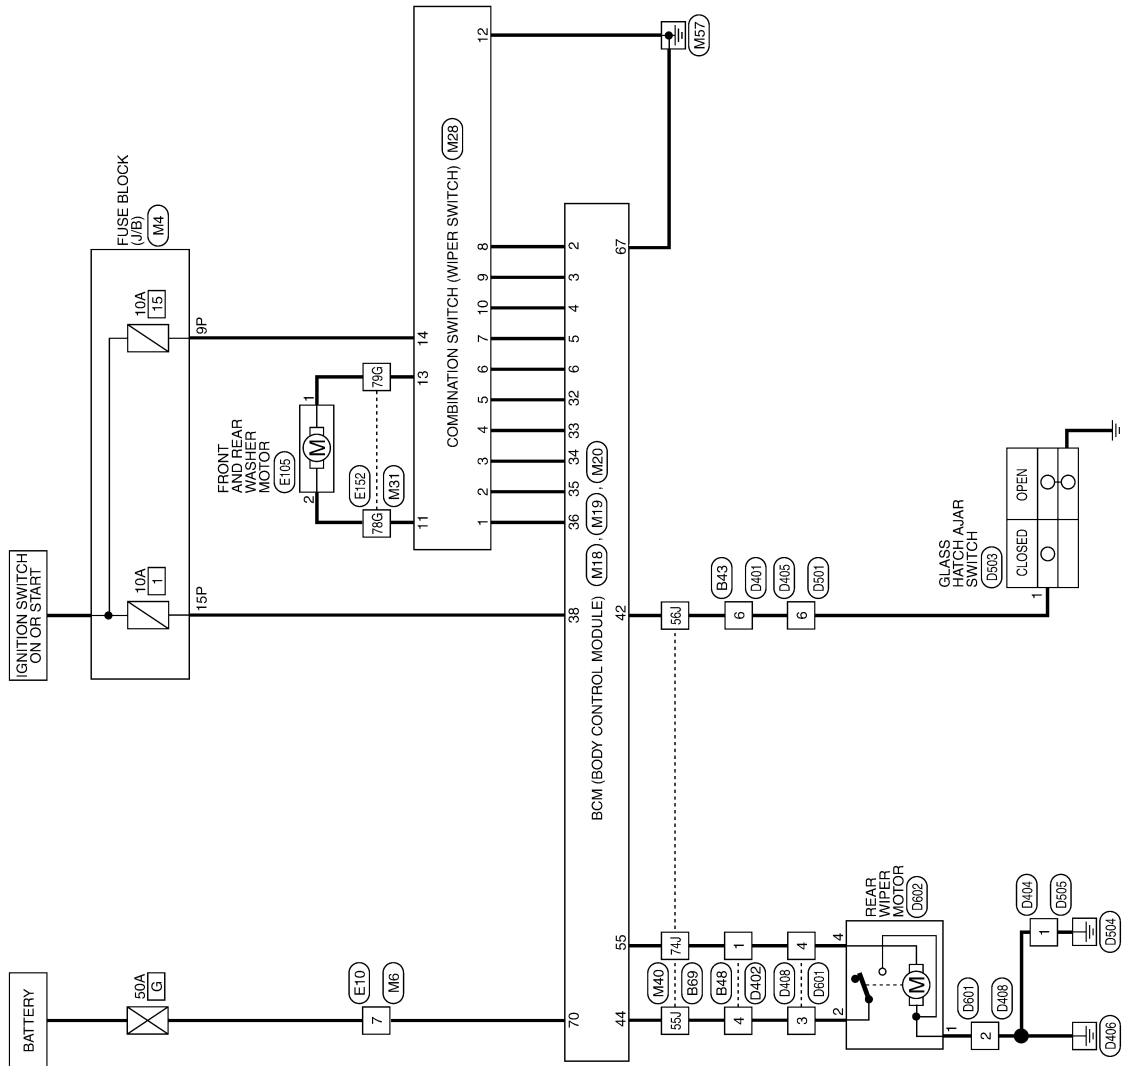 BATTERY
50A
G
7
E10
M6
70
IGNITION SWITCH
ON OR START
FUSE BLOCK
(J/B)
M4
10A
1
10A
15
15P
9P
FRONT
AND REAR
WASHER
MOTOR
E105
M
2
1
E152
M31
78G
79G
11
13
14
12
COMBINATION SWITCH (WIPER SWITCH)
M28
M57
1
2
3
4
5
6
7
10
9
8
36
35
34
33
32
6
5
4
3
2
38
67
BCM (BODY CONTROL MODULE)
M18
,
M19
,
M20
44
55
42
55J
74J
56J
M40
B69
4
1
B48
D402
3
4
D408
D601
6
B43
D401
6
D405
D501
2
4
REAR
WIPER
MOTOR
D602
M
1
2
D601
D408
D406
1
D404
D505
D504
GLASS
HATCH AJAR
SWITCH
D503
CLOSED
OPEN
1